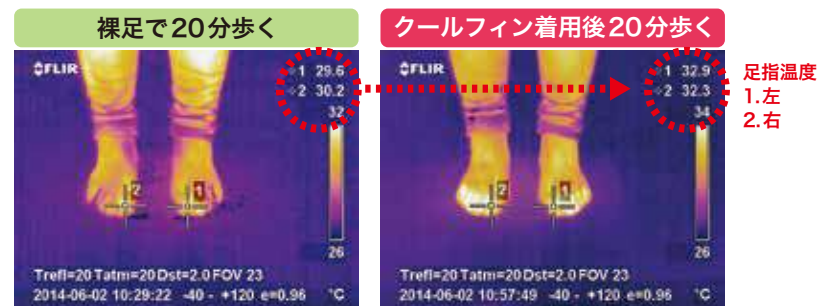 裸足で20分歩く
クールフィン着用後20分歩く
足指温度
1.左
2.右
FLIR
1 29.6
2 30.2
32
2
1
26
Trefl=20 Tatm=20 Dst=2.0 FOV 23
2014-06-02 10:29:22 -40 - +120 e=0.96 °C
FLIR
1 32.9
2 32.3
34
2
1
26
Trefl=20 Tatm=20 Dst=2.0 FOV 23
2014-06-02 10:57:49 -40 - +120 e=0.96 °C